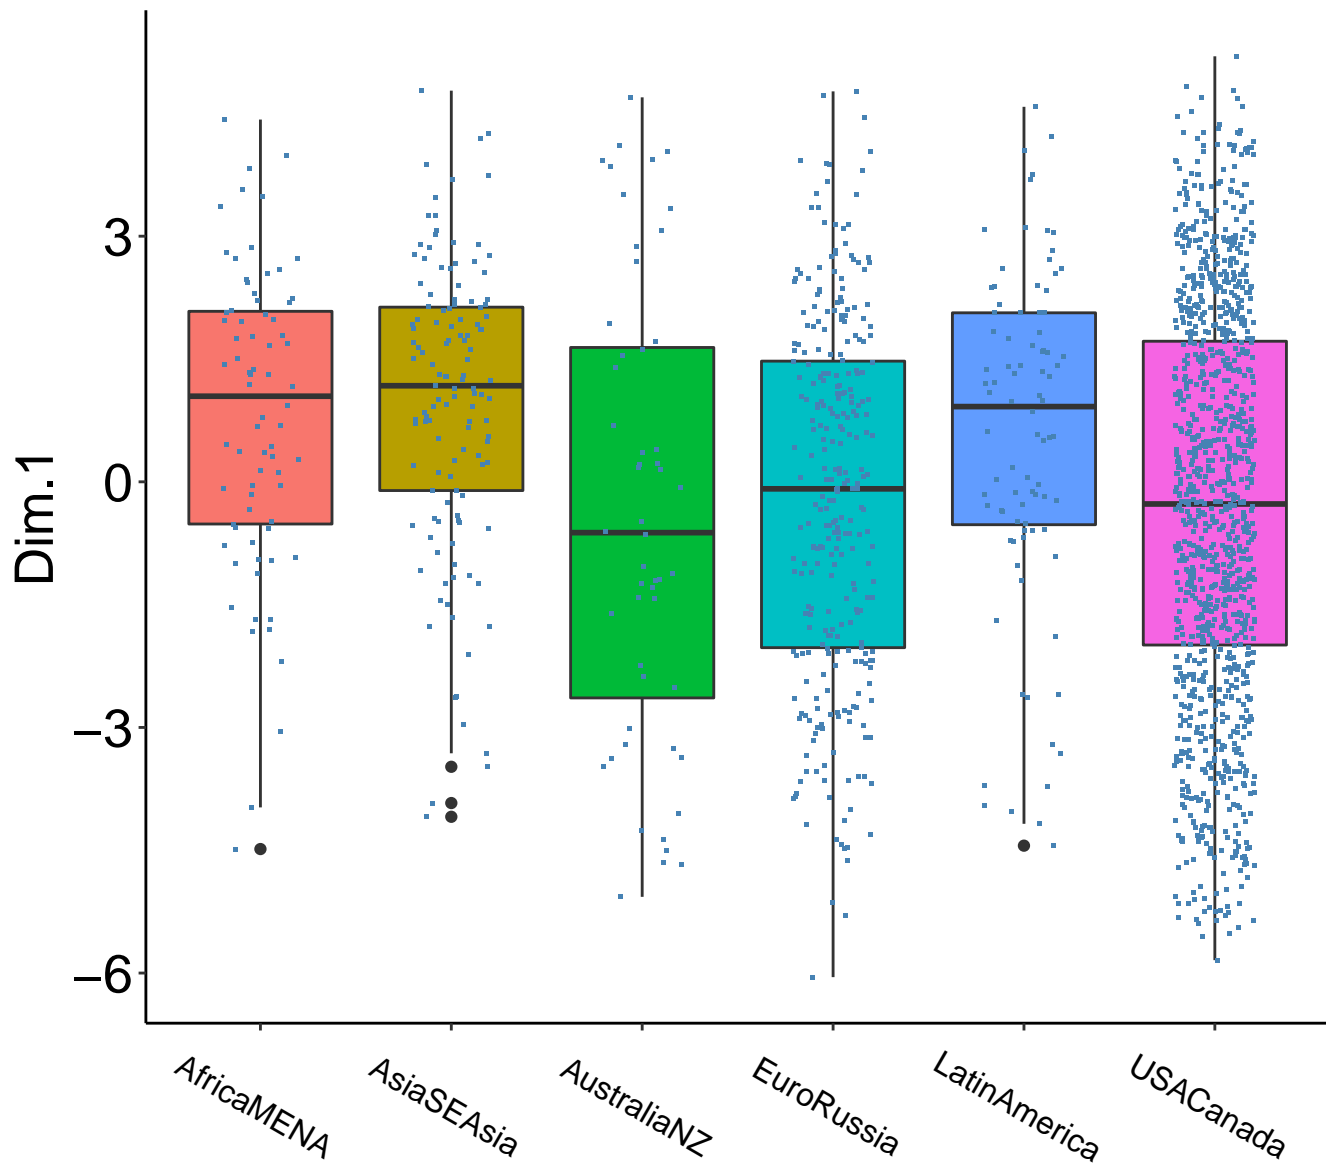 Dim.1
3
0
−3
−6
AfricaMENA
AsiaSEAsia
AustraliaNZ
EuroRussia
LatinAmerica
USACanada